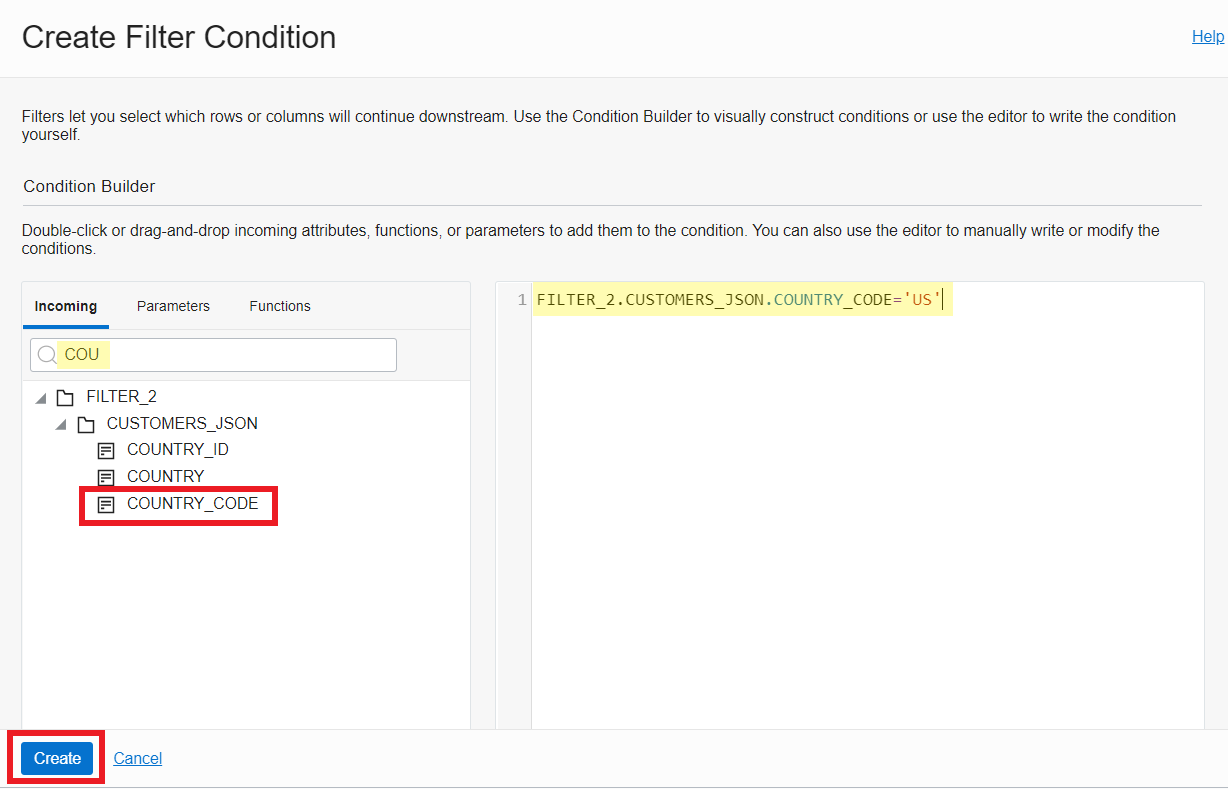 Create Filter Condition
Help
Filters let you select which rows or columns will continue downstream. Use the Condition Builder to visually construct conditions or use the editor to write the condition
yourself.
Condition Builder
Double-click or drag-and-drop incoming attributes, functions, or parameters to add them to the condition. You can also use the editor to manually write or modify the
conditions.
Incoming Parameters Functions
COU
FILTER_2
CUSTOMERS_JSON
COUNTRY_ID
COUNTRY
COUNTRY_CODE
1 FILTER_2.CUSTOMERS_JSON.COUNTRY_CODE='US'
Create Cancel